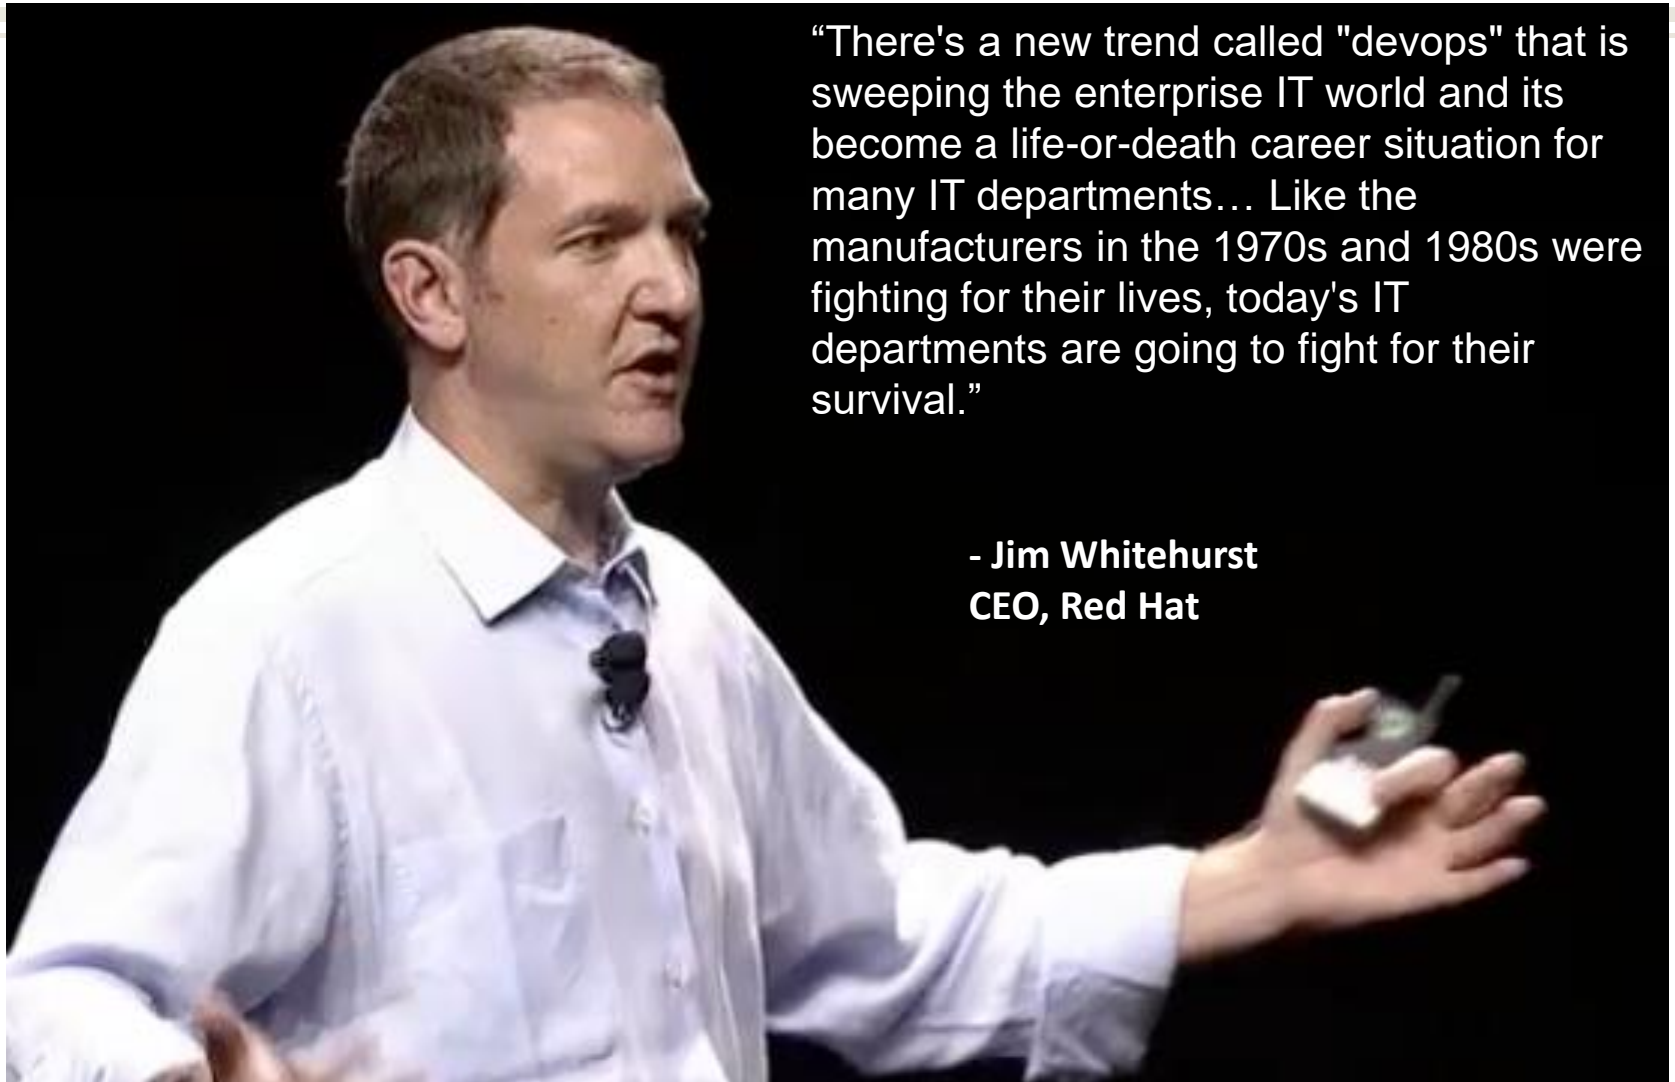 “There's a new trend called "devops" that is
sweeping the enterprise IT world and its
become a life-or-death career situation for
many IT departments… Like the
manufacturers in the 1970s and 1980s were
fighting for their lives, today's IT
departments are going to fight for their
survival.”
- Jim Whitehurst
CEO, Red Hat